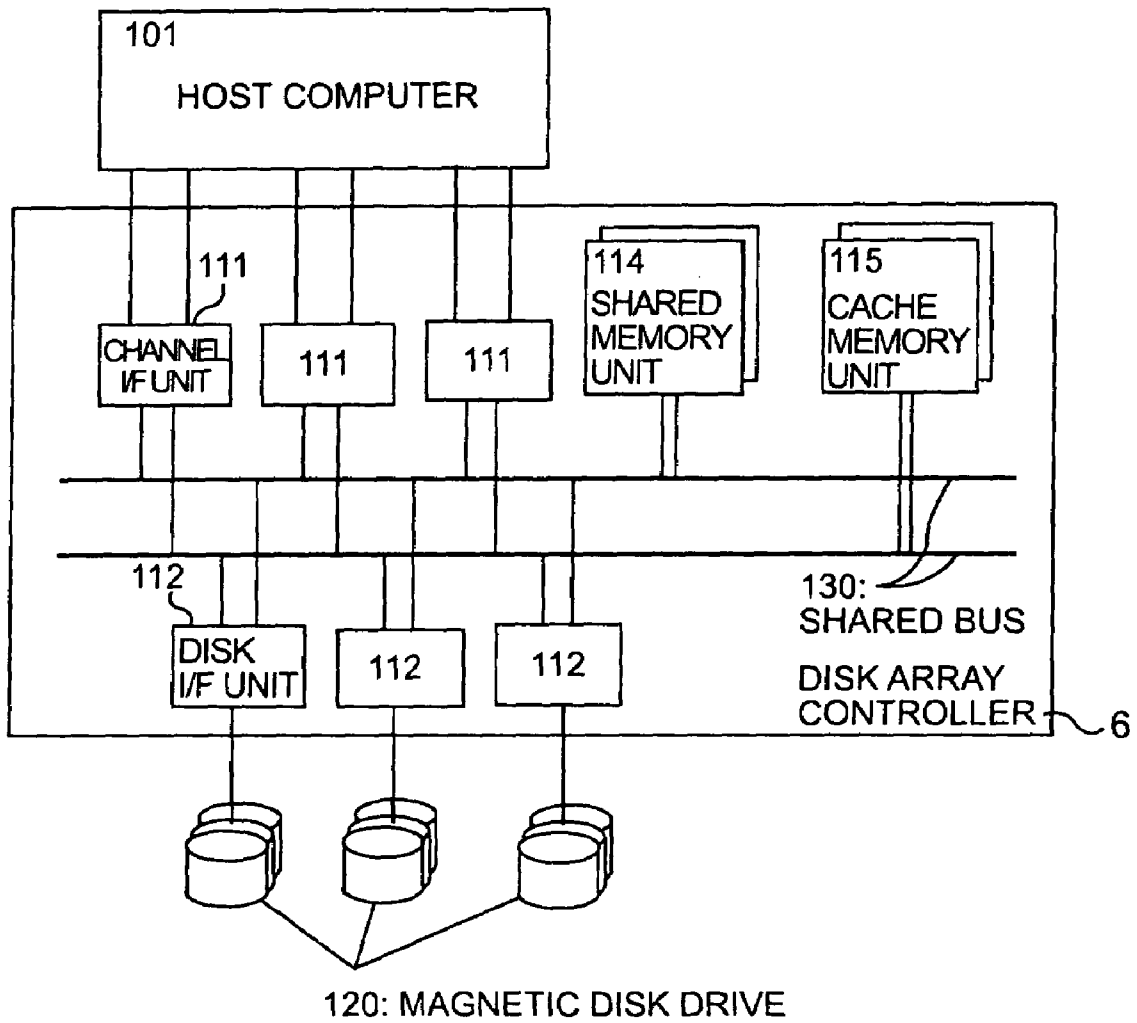 101
HOST COMPUTER
111
CHANNEL
I/F UNIT
111
111
114
SHARED
MEMORY
UNIT
115
CACHE
MEMORY
UNIT
130:
SHARED BUS
112
DISK
I/F UNIT
112
112
DISK ARRAY
CONTROLLER
6
120: MAGNETIC DISK DRIVE